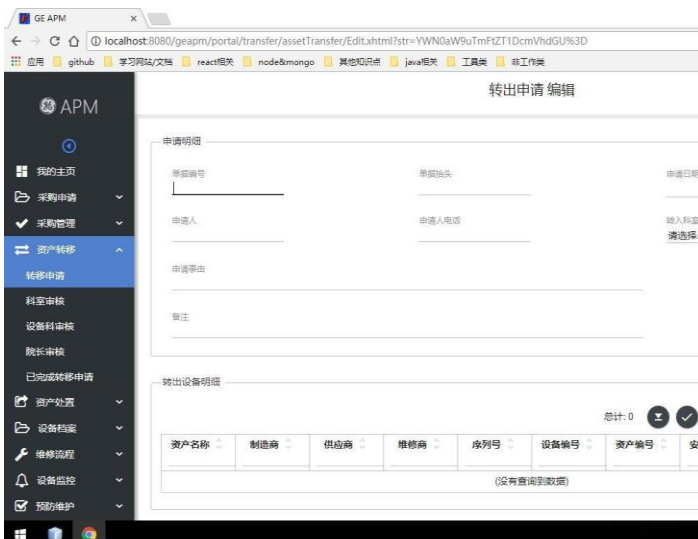 GE APM
localhost:8080/geapm/portal/transfer/assetTransfer/Edit.xhtml?str=YWN0aW9uTmFtZT1DcmVhdGU%3D
应用 github 学习网站/文档 react相关 node&mongo 其他知识点 java相关 工具类 非工作类
APM
转出申请 编辑
我的主页
采购申请
采购管理
资产转移
转移申请
科室审核
设备科审核
院长审核
已完成转移申请
资产处置
设备档案
维修流程
设备监控
预防维护
申请明细
单据编号 单据抬头 申请日期
申请人 申请人电话 转入科室
请选择
申请事由
备注
转出设备明细
总计: 0
资产名称 制造商 供应商 维修商 序列号 设备编号 资产编号 安
(没有查询到数据)